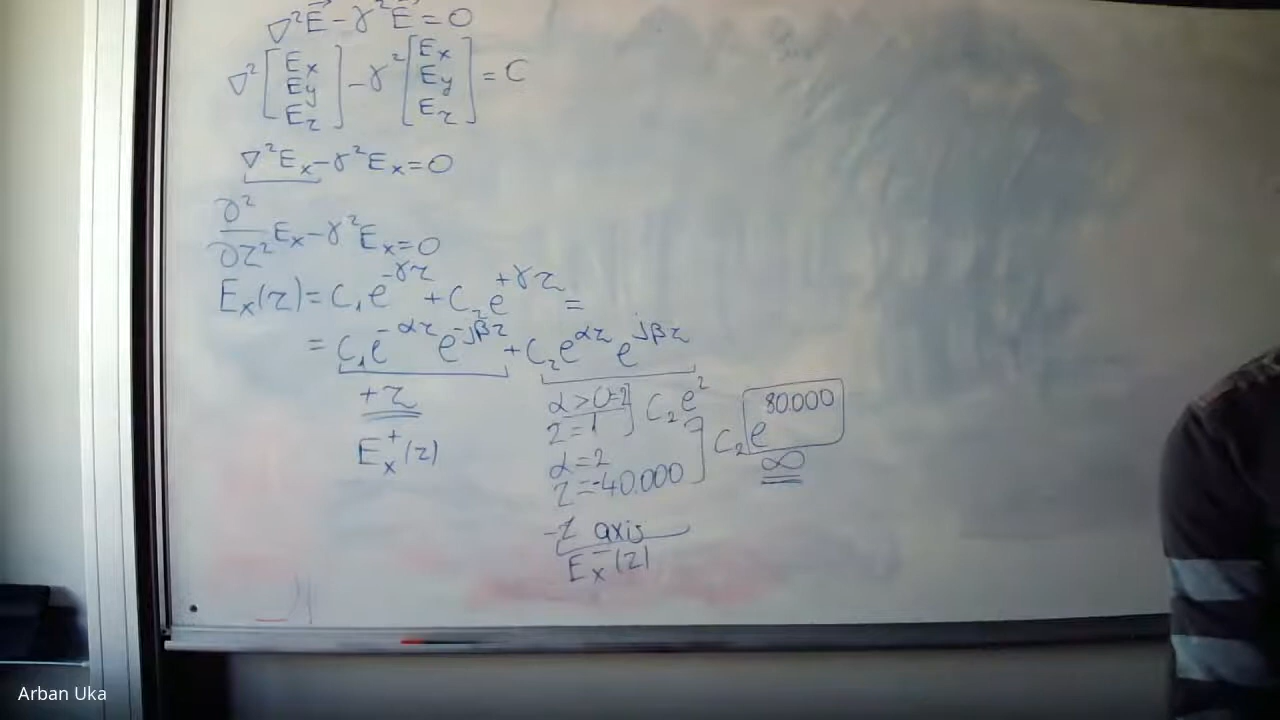 ∇²E⃗ - γ²E⃗ = 0
∇² [Ex Ey Ez] - γ² [Ex Ey Ez] = C
∇²Ex - γ²Ex = 0
∂²/∂z² Ex - γ²Ex = 0
Ex(z) = C₁e^-γz + C₂e^+γz =
= C₁e^-αz e^-jβz + C₂e^αz e^jβz
+z
Ex⁺(z)
α>0=2
z=1
C₂e²
α=2
z=-40.000
C₂e^80.000
∞
-z axis
Ex⁻(z)
Arban Uka